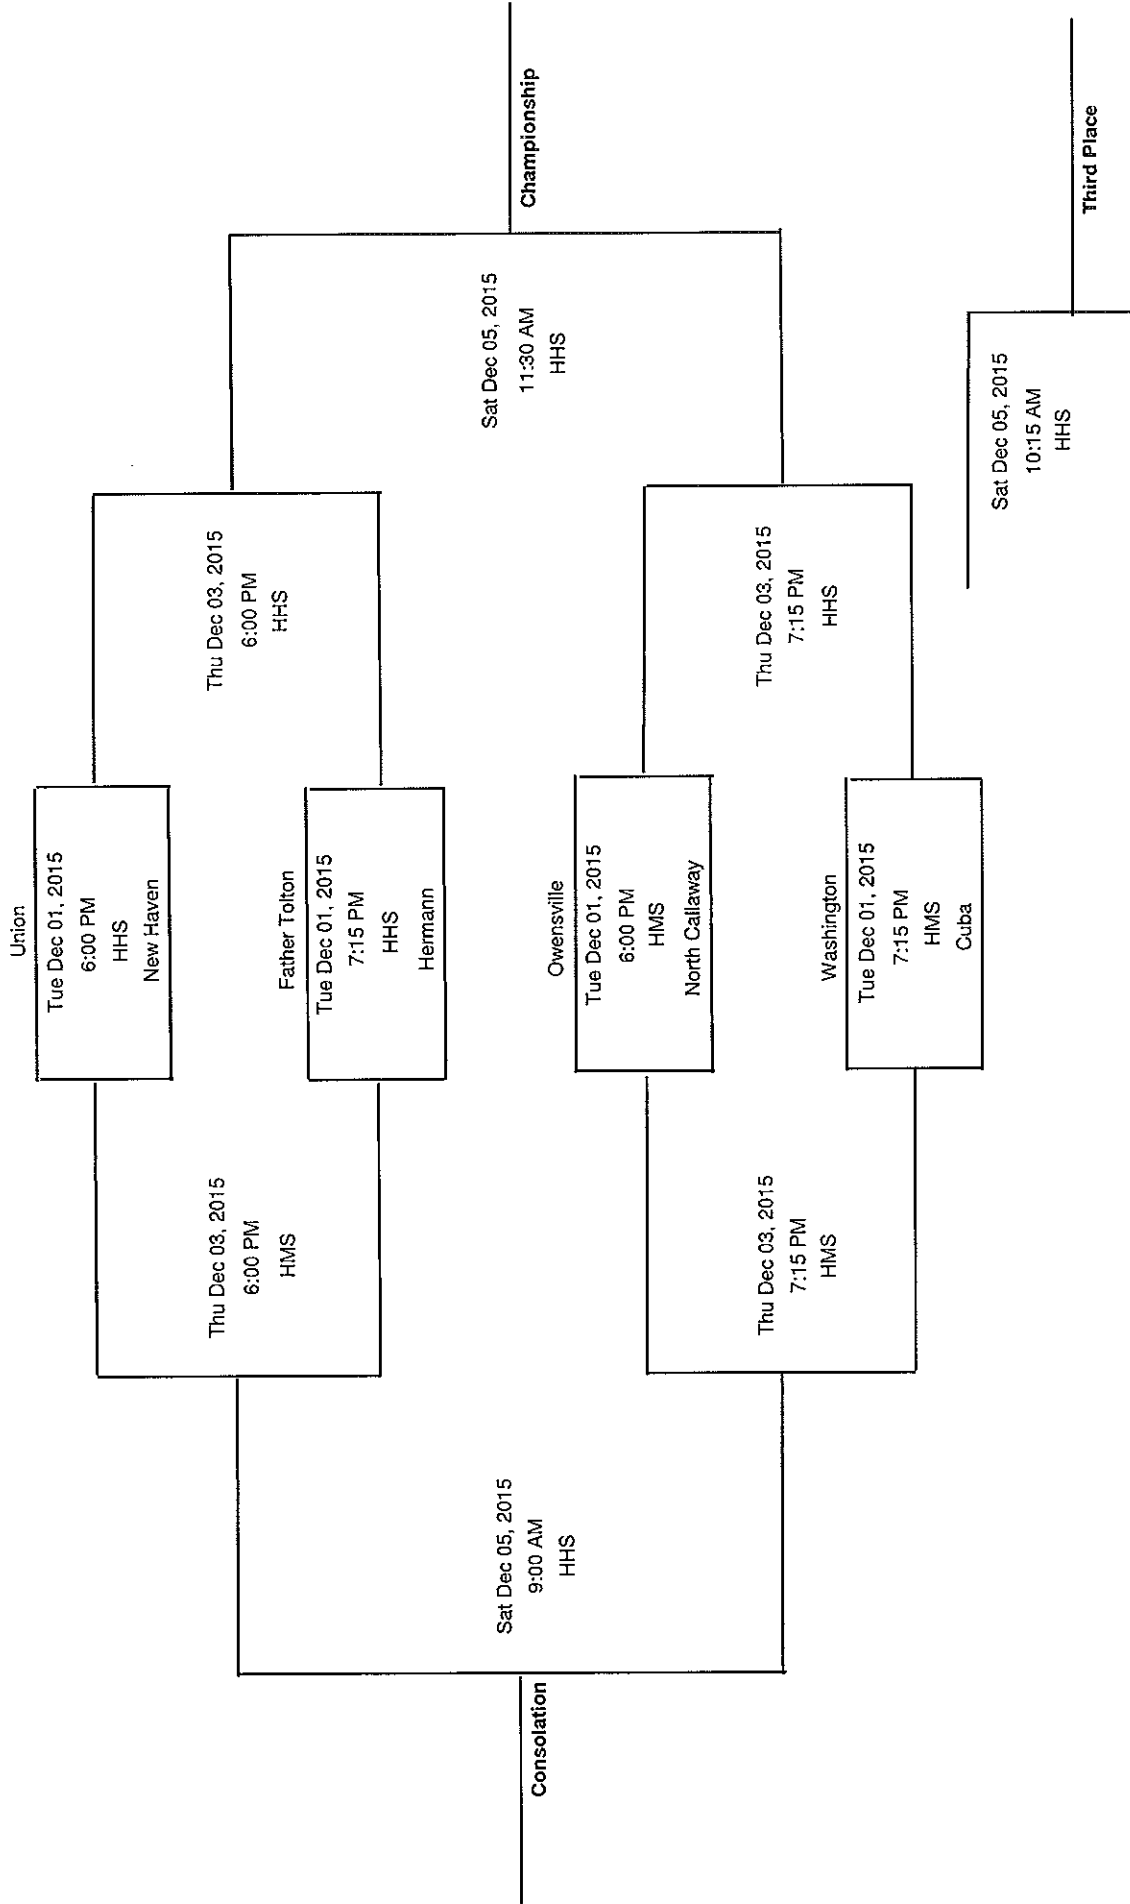 Union
Tue Dec 01, 2015
6:00 PM
HHS
New Haven
Father Tolton
Tue Dec 01, 2015
7:15 PM
HHS
Hermann
Owensville
Tue Dec 01, 2015
6:00 PM
HMS
North Callaway
Washington
Tue Dec 01, 2015
7:15 PM
HMS
Cuba
Thu Dec 03, 2015
6:00 PM
HMS
Thu Dec 03, 2015
7:15 PM
HMS
Sat Dec 05, 2015
9:00 AM
HHS
Consolation
Thu Dec 03, 2015
6:00 PM
HHS
Thu Dec 03, 2015
7:15 PM
HHS
Sat Dec 05, 2015
11:30 AM
HHS
Championship
Sat Dec 05, 2015
10:15 AM
HHS
Third Place